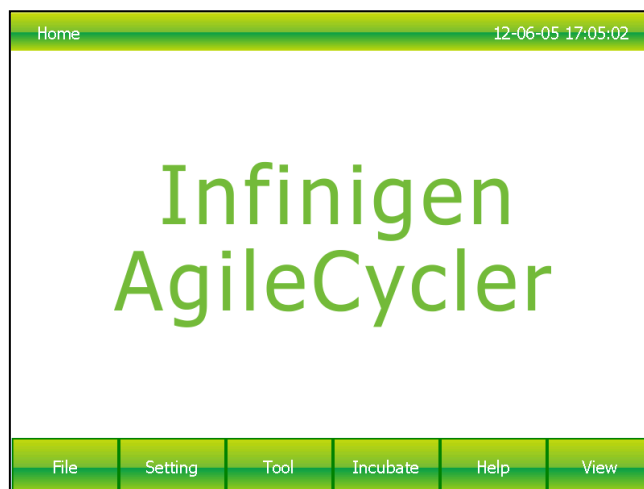 Home 12-06-05 17:05:02
Infinigen
AgileCycler
File Setting Tool Incubate Help View